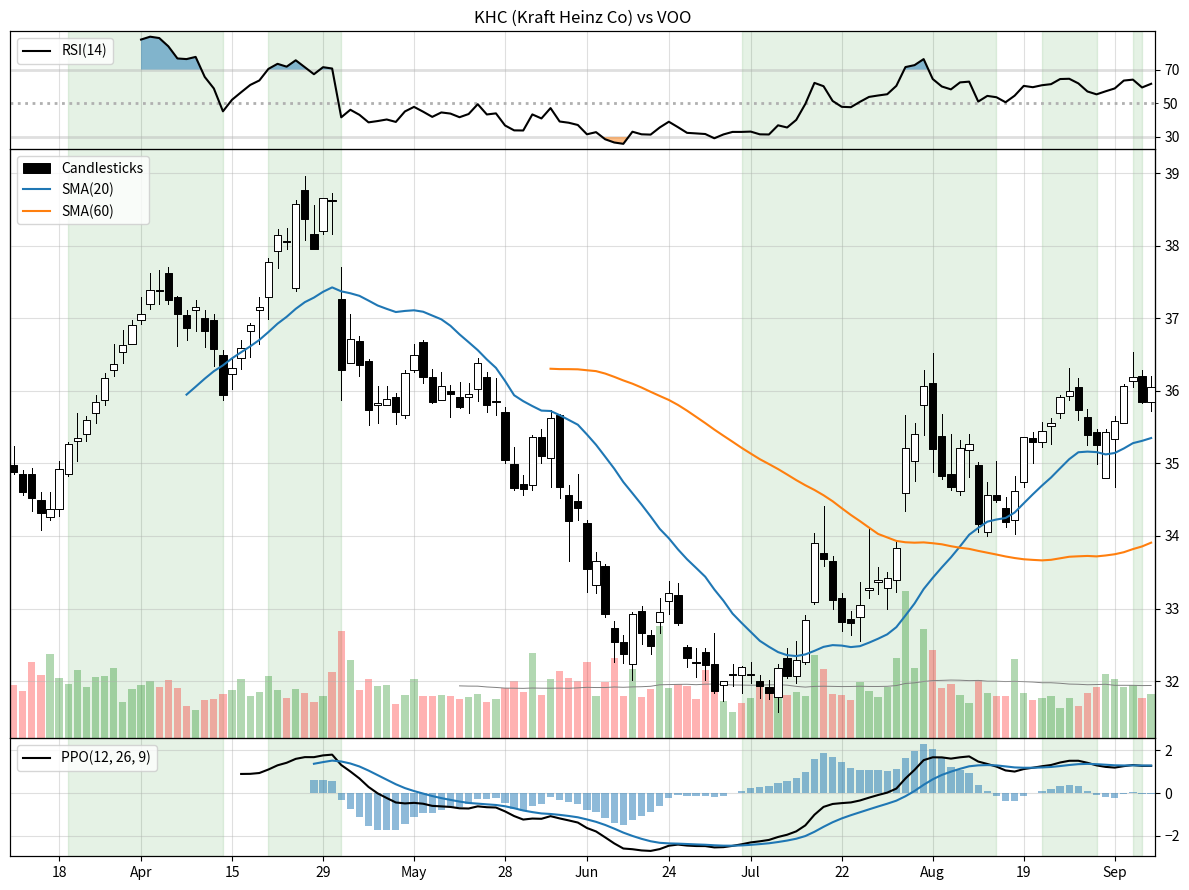 KHC (Kraft Heinz Co) vs VOO
RSI(14)
70
50
30
Candlesticks
SMA(20)
SMA(60)
39
38
37
36
35
34
33
32
PPO(12, 26, 9)
2
0
−2
18 Apr 15 29 May 28 Jun 24 Jul 22 Aug 19 Sep